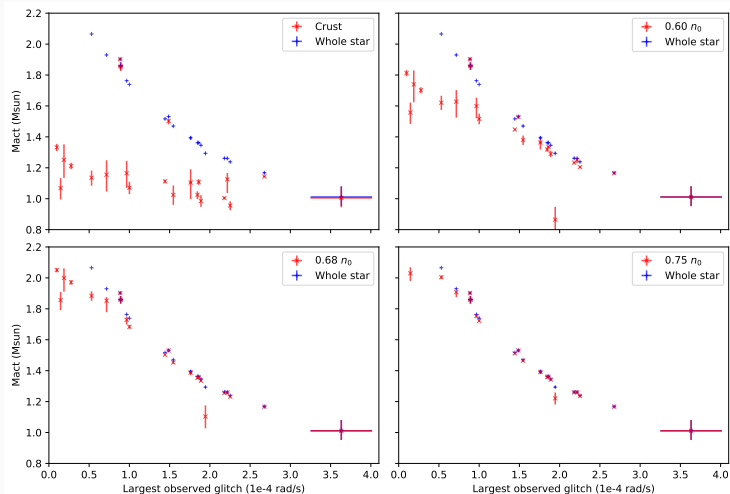 2.2
2.0
1.8
1.6
1.4
1.2
1.0
0.8
Mact (Msun)
Crust
Whole star
0.60 n₀
Whole star
2.2
2.0
1.8
1.6
1.4
1.2
1.0
0.8
Mact (Msun)
0.68 n₀
Whole star
0.75 n₀
Whole star
0.0 0.5 1.0 1.5 2.0 2.5 3.0 3.5 4.0
Largest observed glitch (1e-4 rad/s)
0.0 0.5 1.0 1.5 2.0 2.5 3.0 3.5 4.0
Largest observed glitch (1e-4 rad/s)